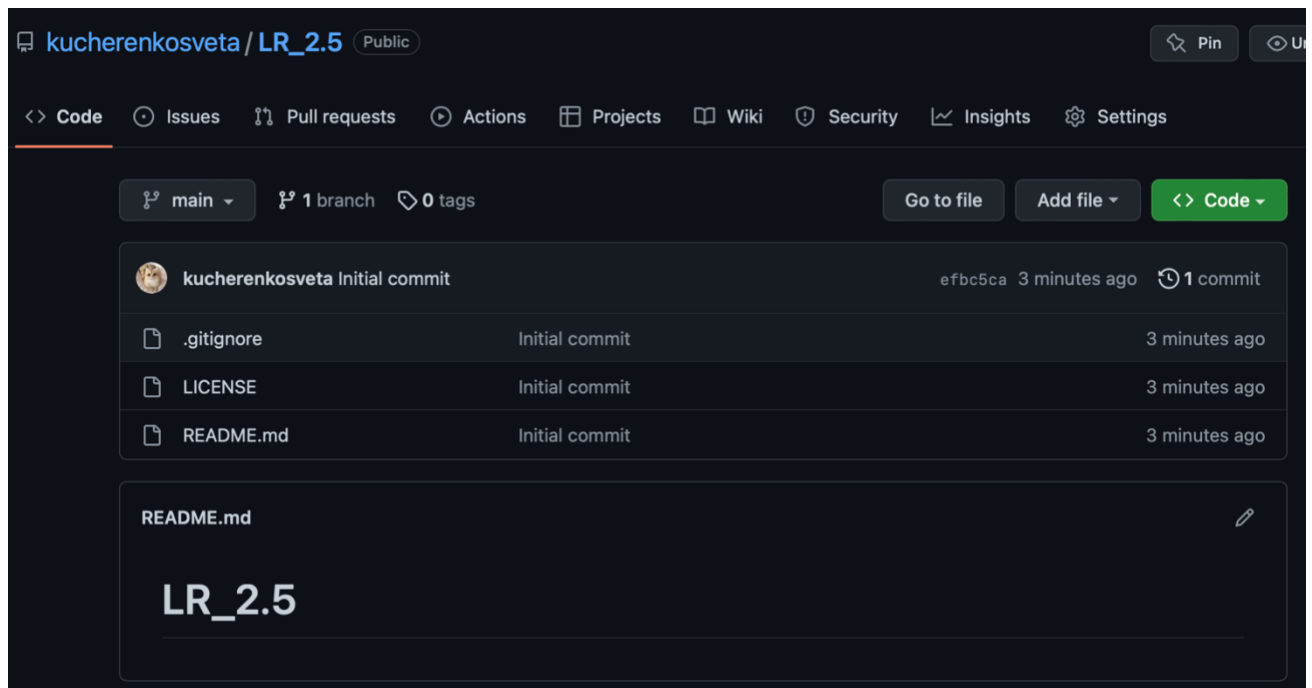 kucherenkosveta / LR_2.5 Public
Pin
Code Issues Pull requests Actions Projects Wiki Security Insights Settings
main 1 branch 0 tags Go to file Add file Code
kucherenkosveta Initial commit efbc5ca 3 minutes ago 1 commit
.gitignore Initial commit 3 minutes ago
LICENSE Initial commit 3 minutes ago
README.md Initial commit 3 minutes ago
README.md
LR_2.5